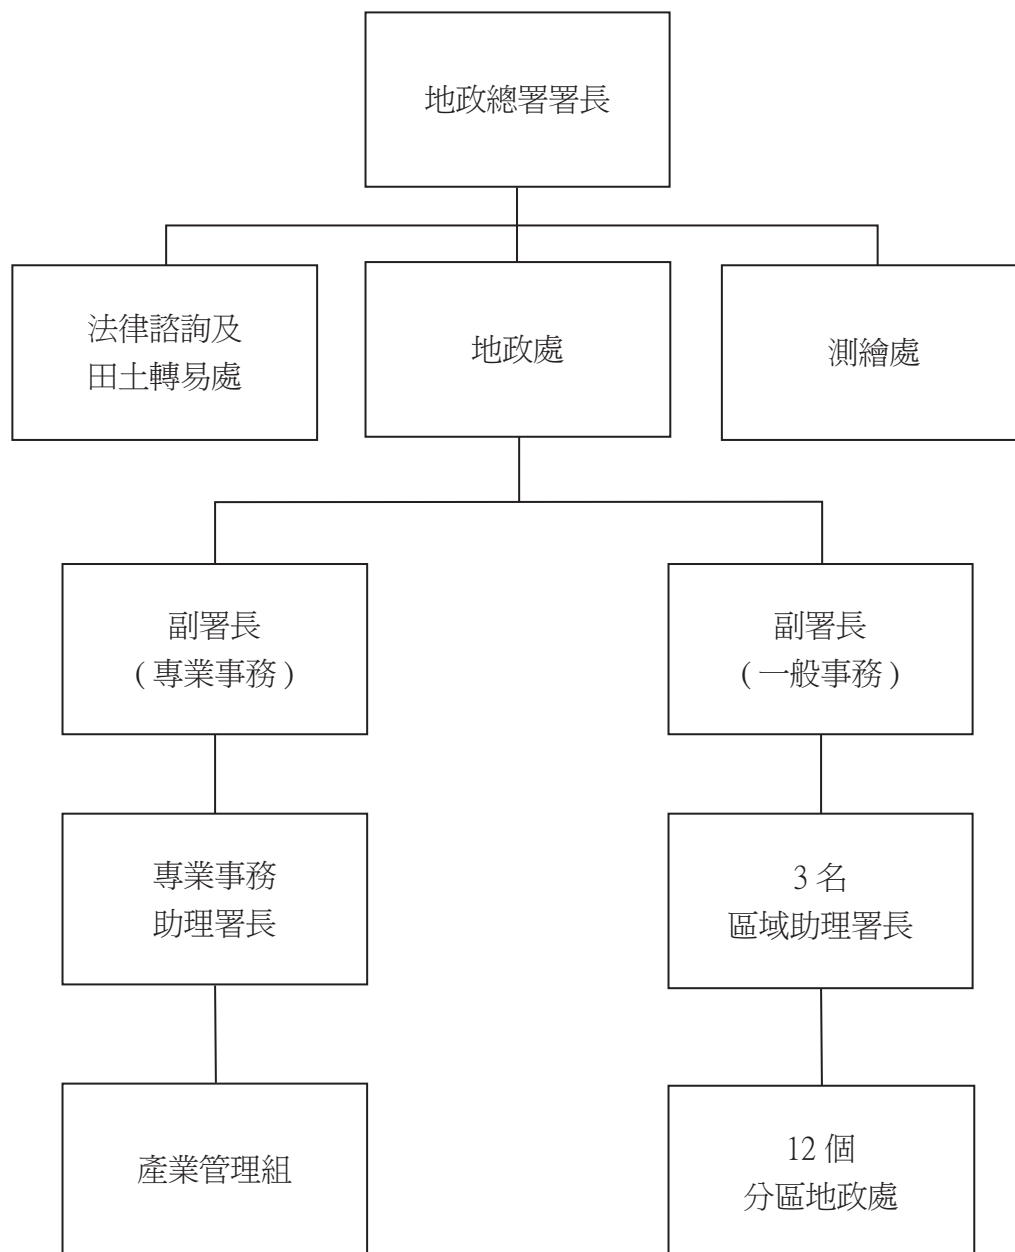 地政總署署長
法律諮詢及
田土轉易處
地政處
測繪處
副署長
(專業事務)
副署長
(一般事務)
專業事務
助理署長
3 名
區域助理署長
產業管理組
12 個
分區地政處